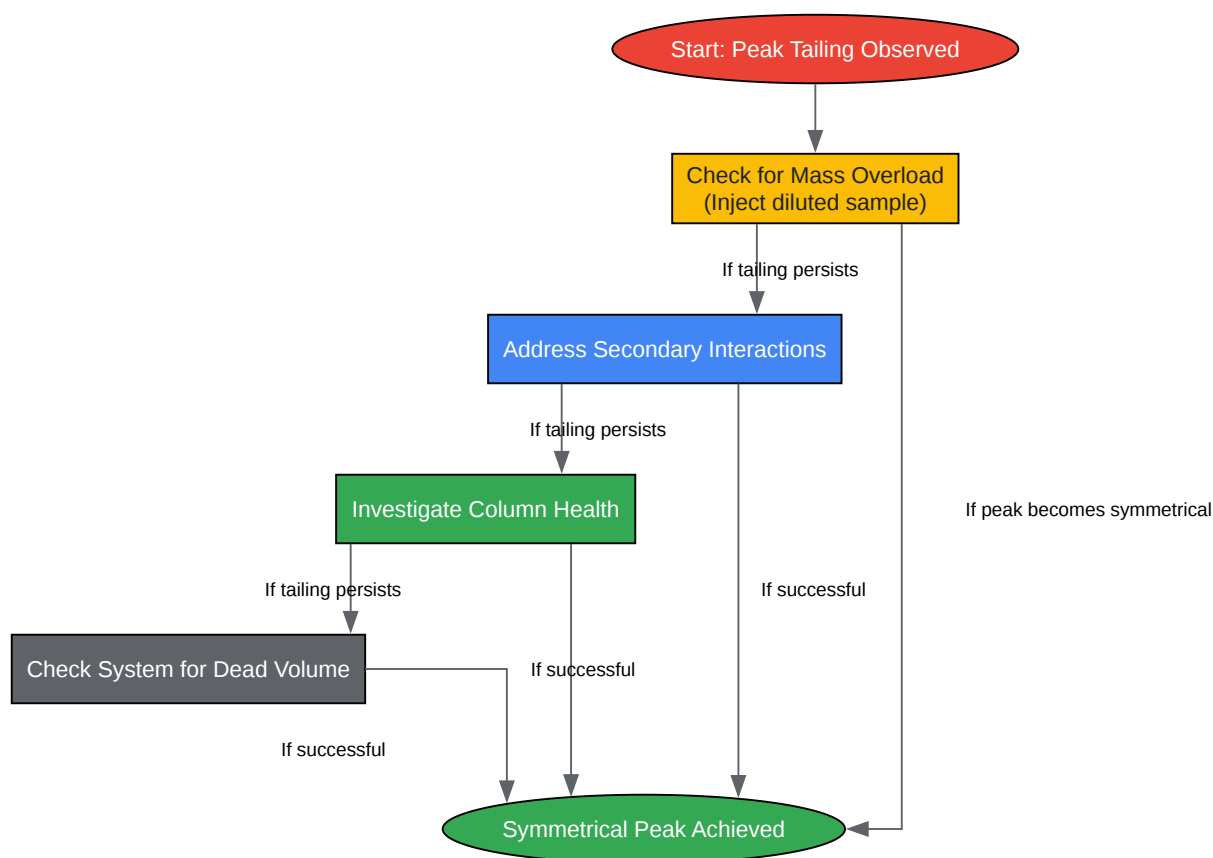 Start: Peak Tailing Observed
Check for Mass Overload
(Inject diluted sample)
If tailing persists
Address Secondary Interactions
If tailing persists
Investigate Column Health
If peak becomes symmetrical
If tailing persists
If successful
Check System for Dead Volume
If successful
If successful
Symmetrical Peak Achieved